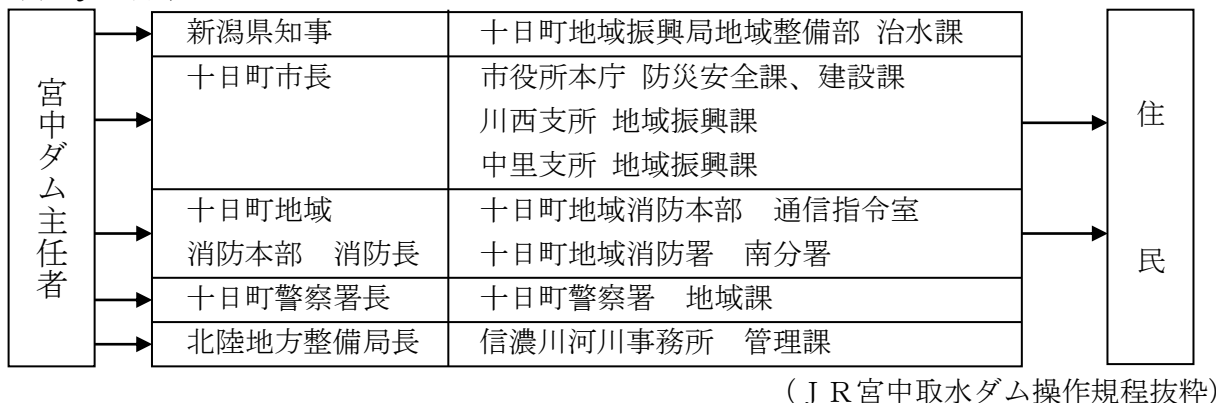 宮中ダム主任者
新潟県知事 十日町地域振興局地域整備部 治水課
十日町市長 市役所本庁 防災安全課、建設課
川西支所 地域振興課
中里支所 地域振興課
十日町地域 十日町地域消防本部 通信指令室
消防本部 消防長 十日町地域消防署 南分署
十日町警察署長 十日町警察署 地域課
北陸地方整備局長 信濃川河川事務所 管理課
住民
（ＪＲ宮中取水ダム操作規程抜粋）